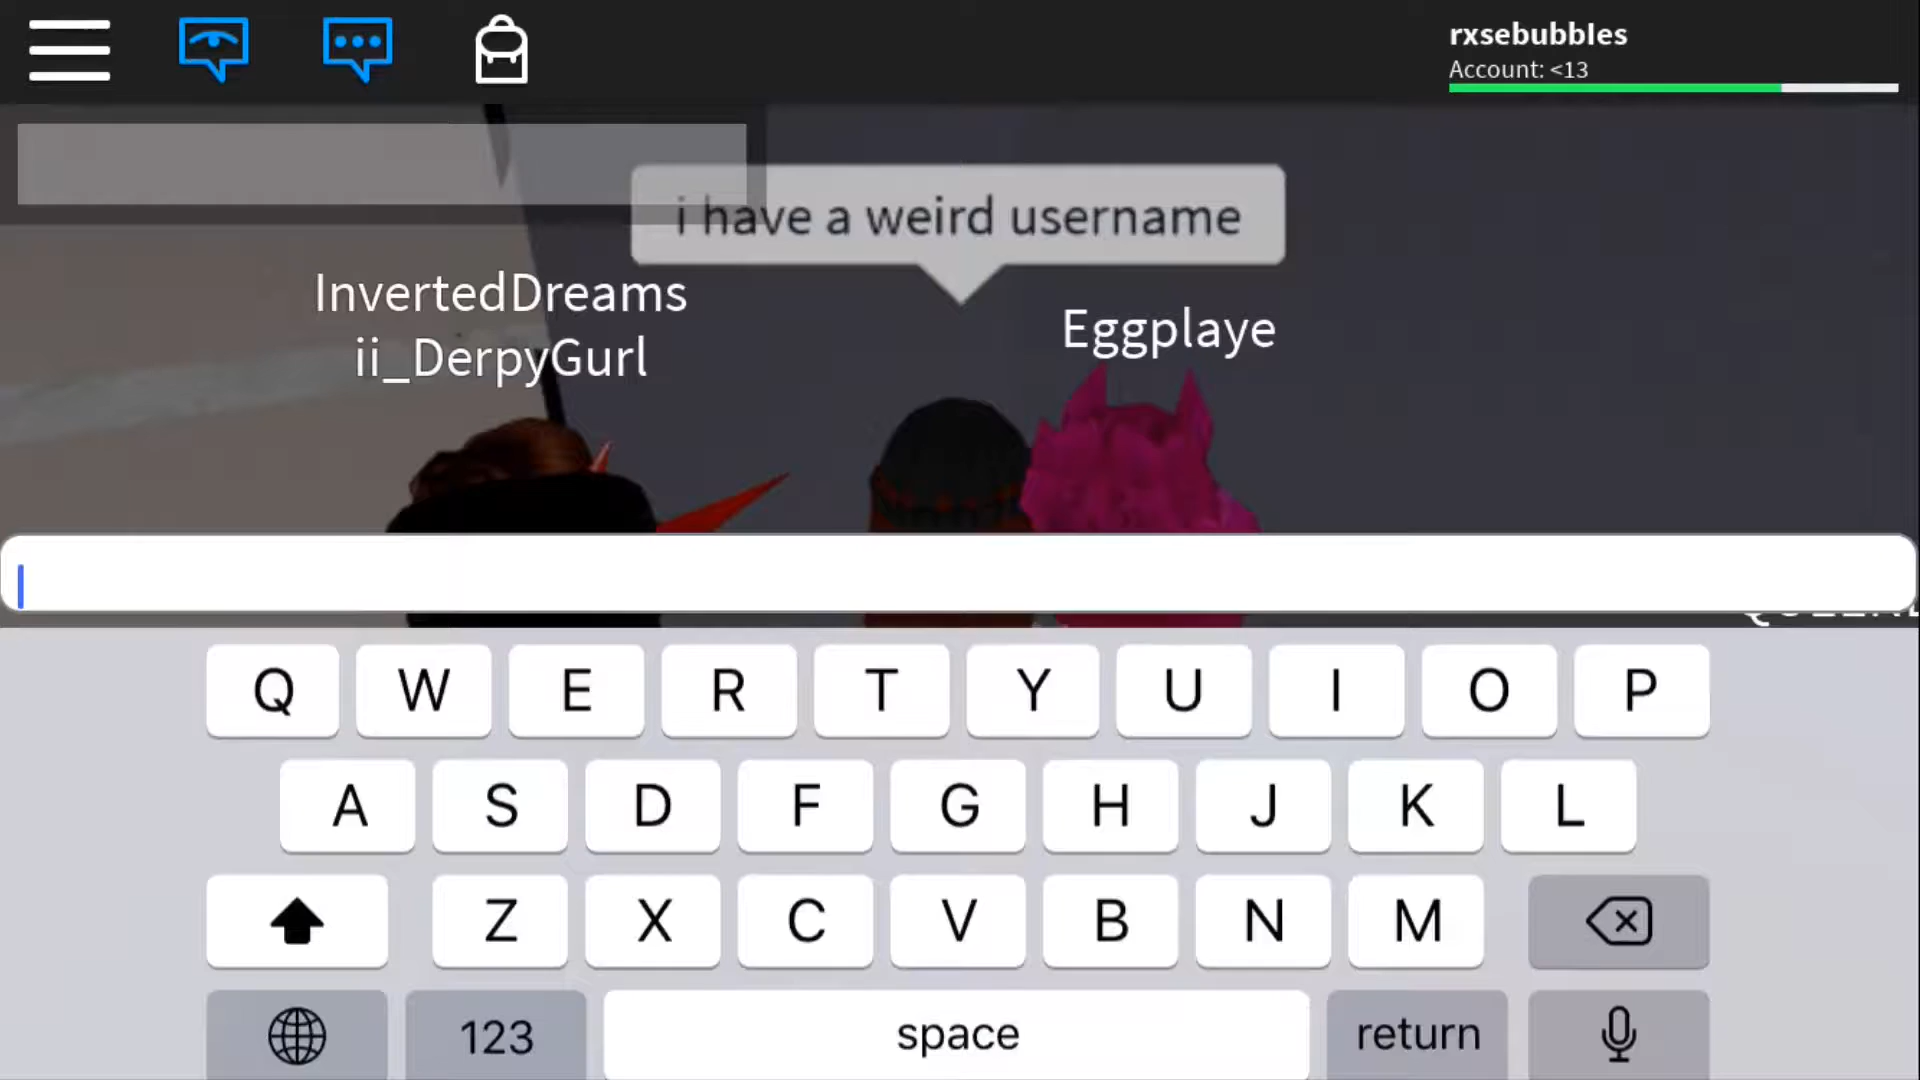 rxsebubbles
Account: <13
i have a weird username
InvertedDreams
ii_DerpyGurl
Eggplaye
Q W E R T Y U I O P
A S D F G H J K L
Z X C V B N M
123 space return